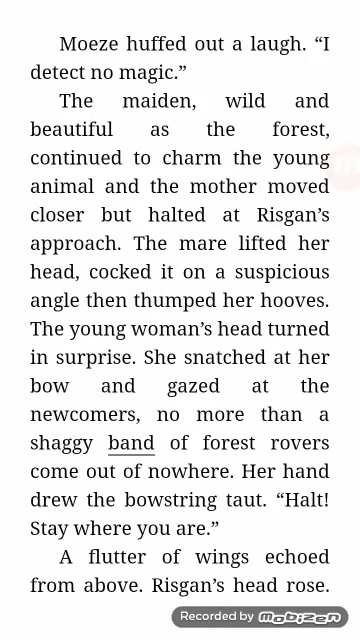 Moeze huffed out a laugh. “I
detect no magic.”
The maiden, wild and
beautiful as the forest,
continued to charm the young
animal and the mother moved
closer but halted at Risgan’s
approach. The mare lifted her
head, cocked it on a suspicious
angle then thumped her hooves.
The young woman’s head turned
in surprise. She snatched at her
bow and gazed at the
newcomers, no more than a
shaggy band of forest rovers
come out of nowhere. Her hand
drew the bowstring taut. “Halt!
Stay where you are.”
A flutter of wings echoed
from above. Risgan’s head rose.
Recorded by mobizen